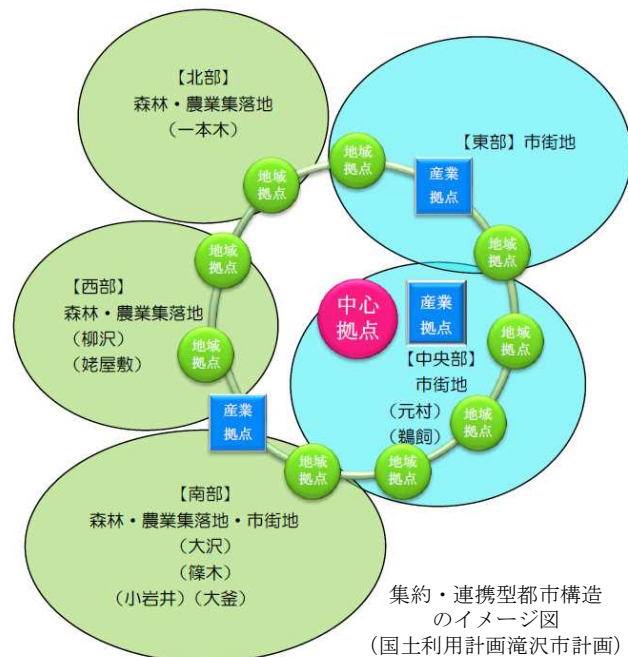 【北部】
森林・農業集落地
（一本木）
地域
拠点
地域
拠点
【東部】市街地
産業
拠点
地域
拠点
地域
拠点
【西部】
森林・農業集落地
（柳沢）
（姥屋敷）
地域
拠点
産業
拠点
中心
拠点
産業
拠点
【中央部】
市街地
（元村）
（鵜飼）
地域
拠点
地域
拠点
地域
拠点
地域
拠点
【南部】
森林・農業集落地・市街地
（大沢）
（篠木）
（小岩井）（大釜）
集約・連携型都市構造
のイメージ図
（国土利用計画滝沢市計画）